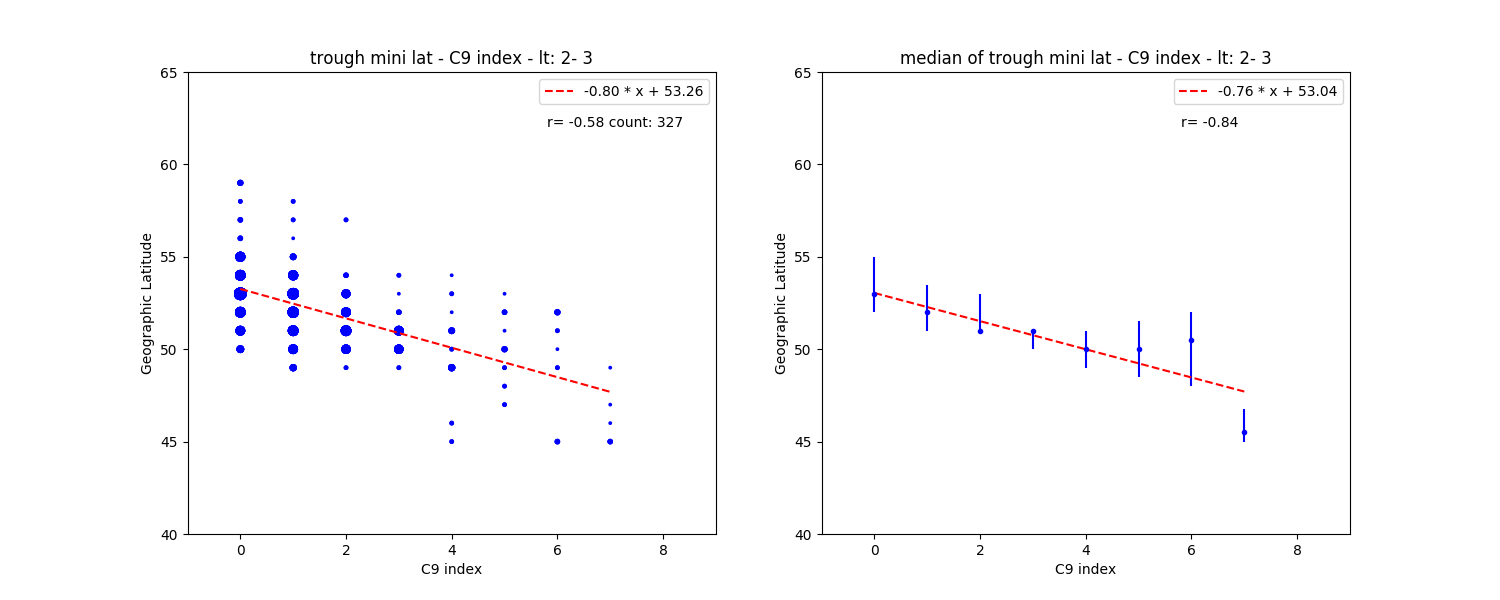 trough mini lat - C9 index - lt: 2- 3
65
60
55
50
45
40
Geographic Latitude
-0.80 * x + 53.26
r= -0.58 count: 327
0 2 4 6 8
C9 index
median of trough mini lat - C9 index - lt: 2- 3
65
60
55
50
45
40
Geographic Latitude
-0.76 * x + 53.04
r= -0.84
0 2 4 6 8
C9 index